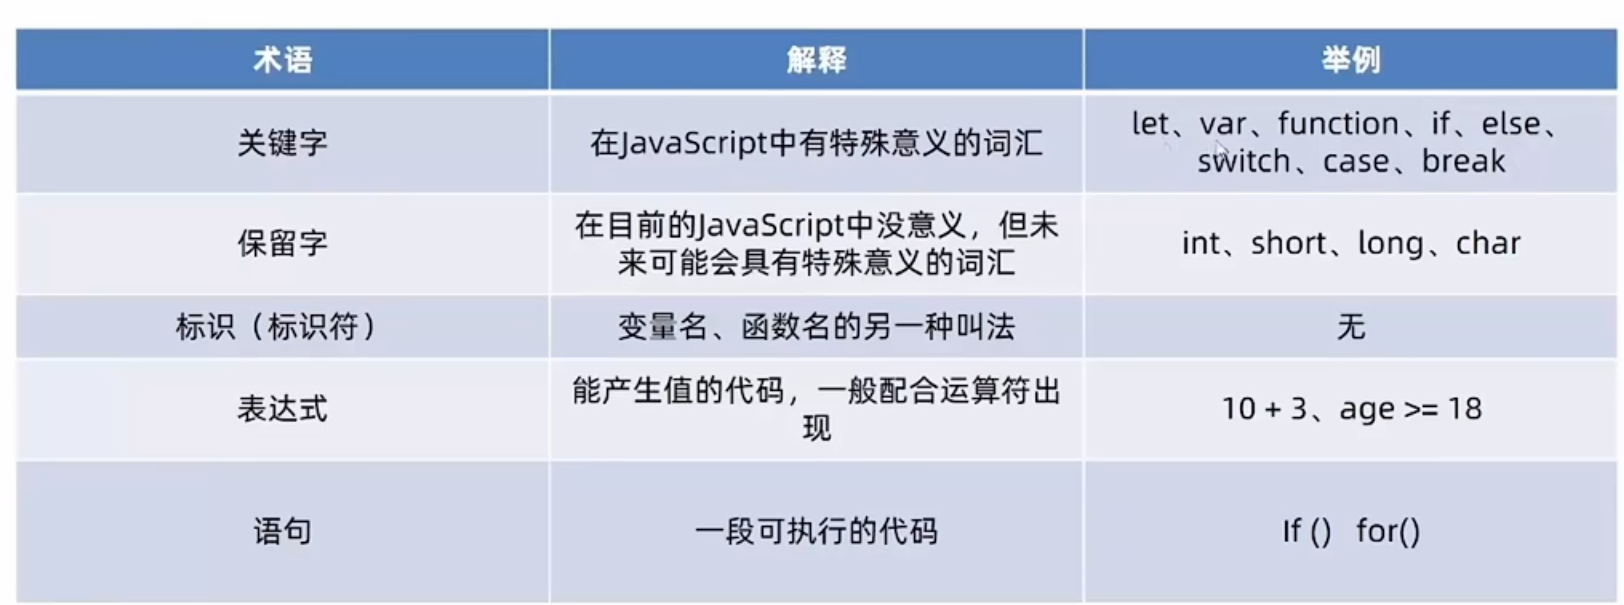 术语 解释 举例
关键字 在JavaScript中有特殊意义的词汇 let、var、function、if、else、
switch、case、break
保留字 在目前的JavaScript中没意义，但未
来可能会具有特殊意义的词汇 int、short、long、char
标识（标识符） 变量名、函数名的另一种叫法 无
表达式 能产生值的代码，一般配合运算符出
现 10 + 3、age >= 18
语句 一段可执行的代码 If () for()